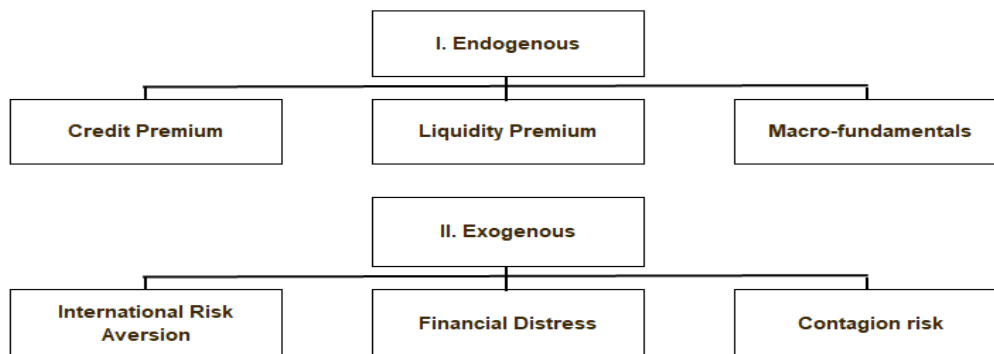 I. Endogenous
Credit Premium
Liquidity Premium
Macro-fundamentals
II. Exogenous
International Risk
Aversion
Financial Distress
Contagion risk